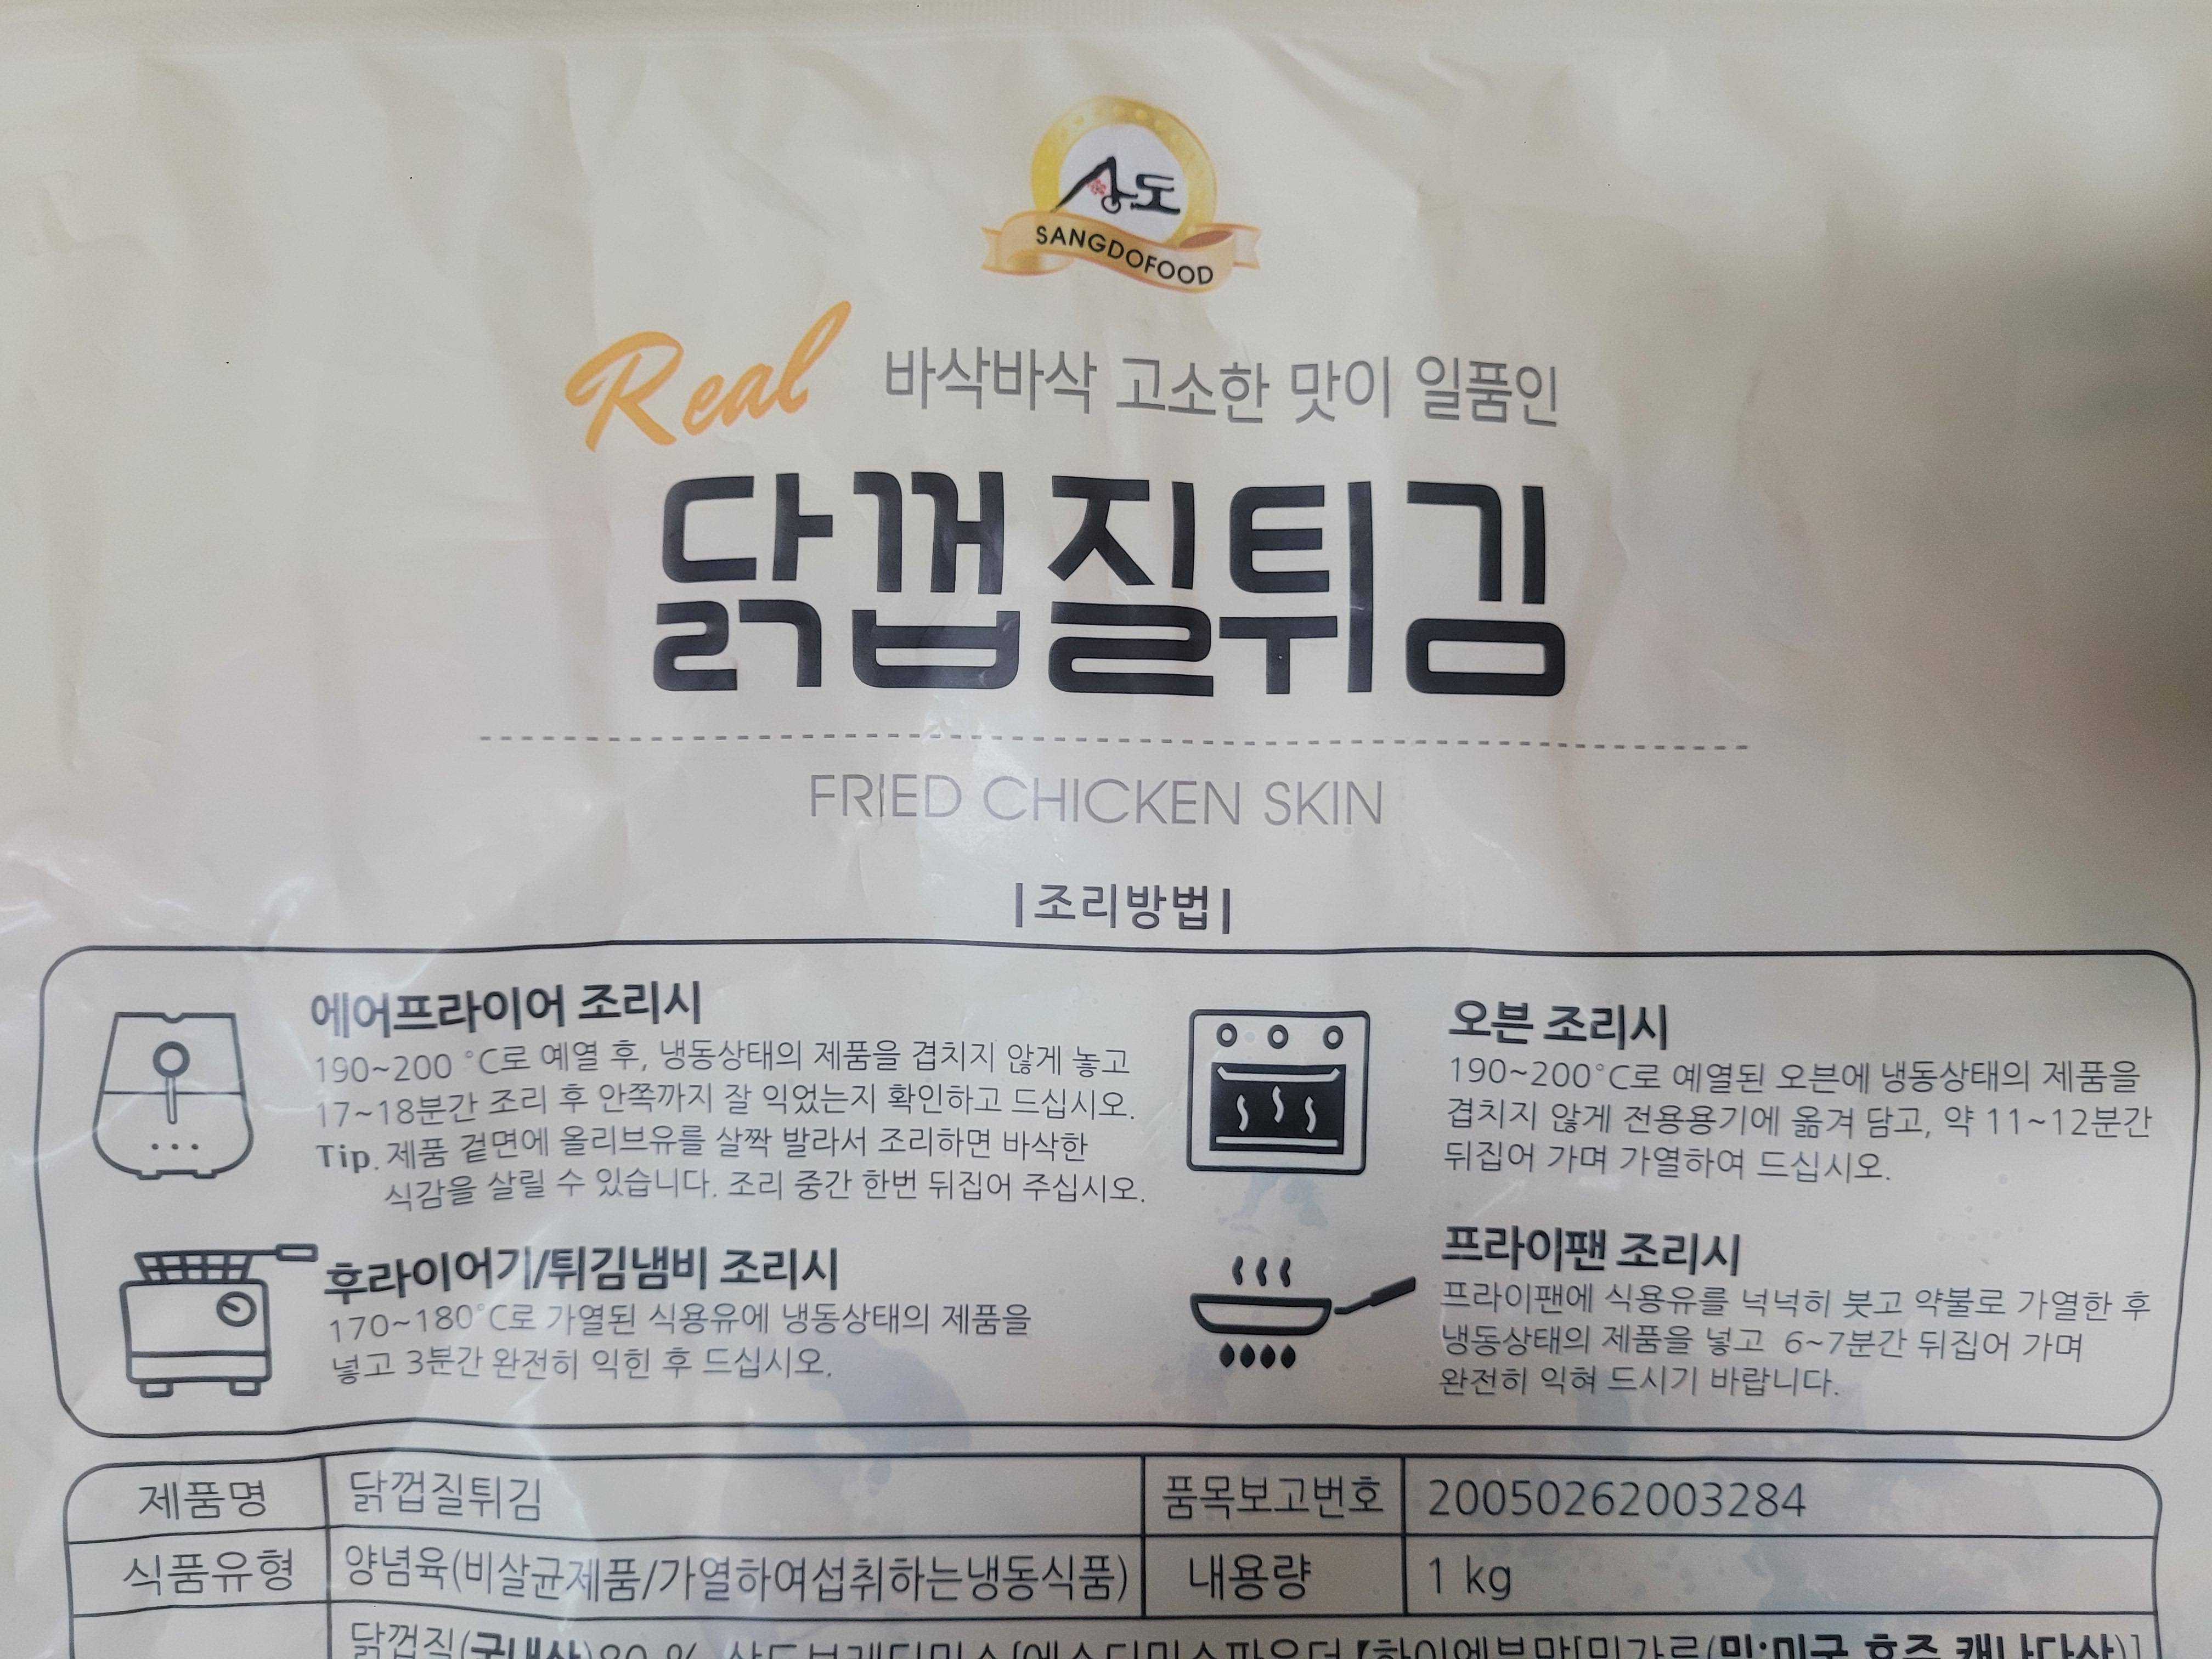 상도
SANGDOFOOD
Real 바삭바삭 고소한 맛이 일품인
닭껍질튀김
FRIED CHICKEN SKIN
|조리방법|
에어프라이어 조리시
190~200 °C로 예열 후, 냉동상태의 제품을 겹치지 않게 놓고
17~18분간 조리 후 안쪽까지 잘 익었는지 확인하고 드십시오.
Tip. 제품 겉면에 올리브유를 살짝 발라서 조리하면 바삭한
식감을 살릴 수 있습니다. 조리 중간 한번 뒤집어 주십시오.
오븐 조리시
190~200°C로 예열된 오븐에 냉동상태의 제품을
겹치지 않게 전용용기에 옮겨 담고, 약 11~12분간
뒤집어 가며 가열하여 드십시오.
후라이어기/튀김냄비 조리시
170~180°C로 가열된 식용유에 냉동상태의 제품을
넣고 3분간 완전히 익힌 후 드십시오.
프라이팬 조리시
프라이팬에 식용유를 넉넉히 붓고 약불로 가열한 후
냉동상태의 제품을 넣고 6~7분간 뒤집어 가며
완전히 익혀 드시기 바랍니다.
제품명 닭껍질튀김 품목보고번호 20050262003284
식품유형 양념육(비살균제품/가열하여섭취하는냉동식품) 내용량 1 kg
닭껍질(국내산)80 %